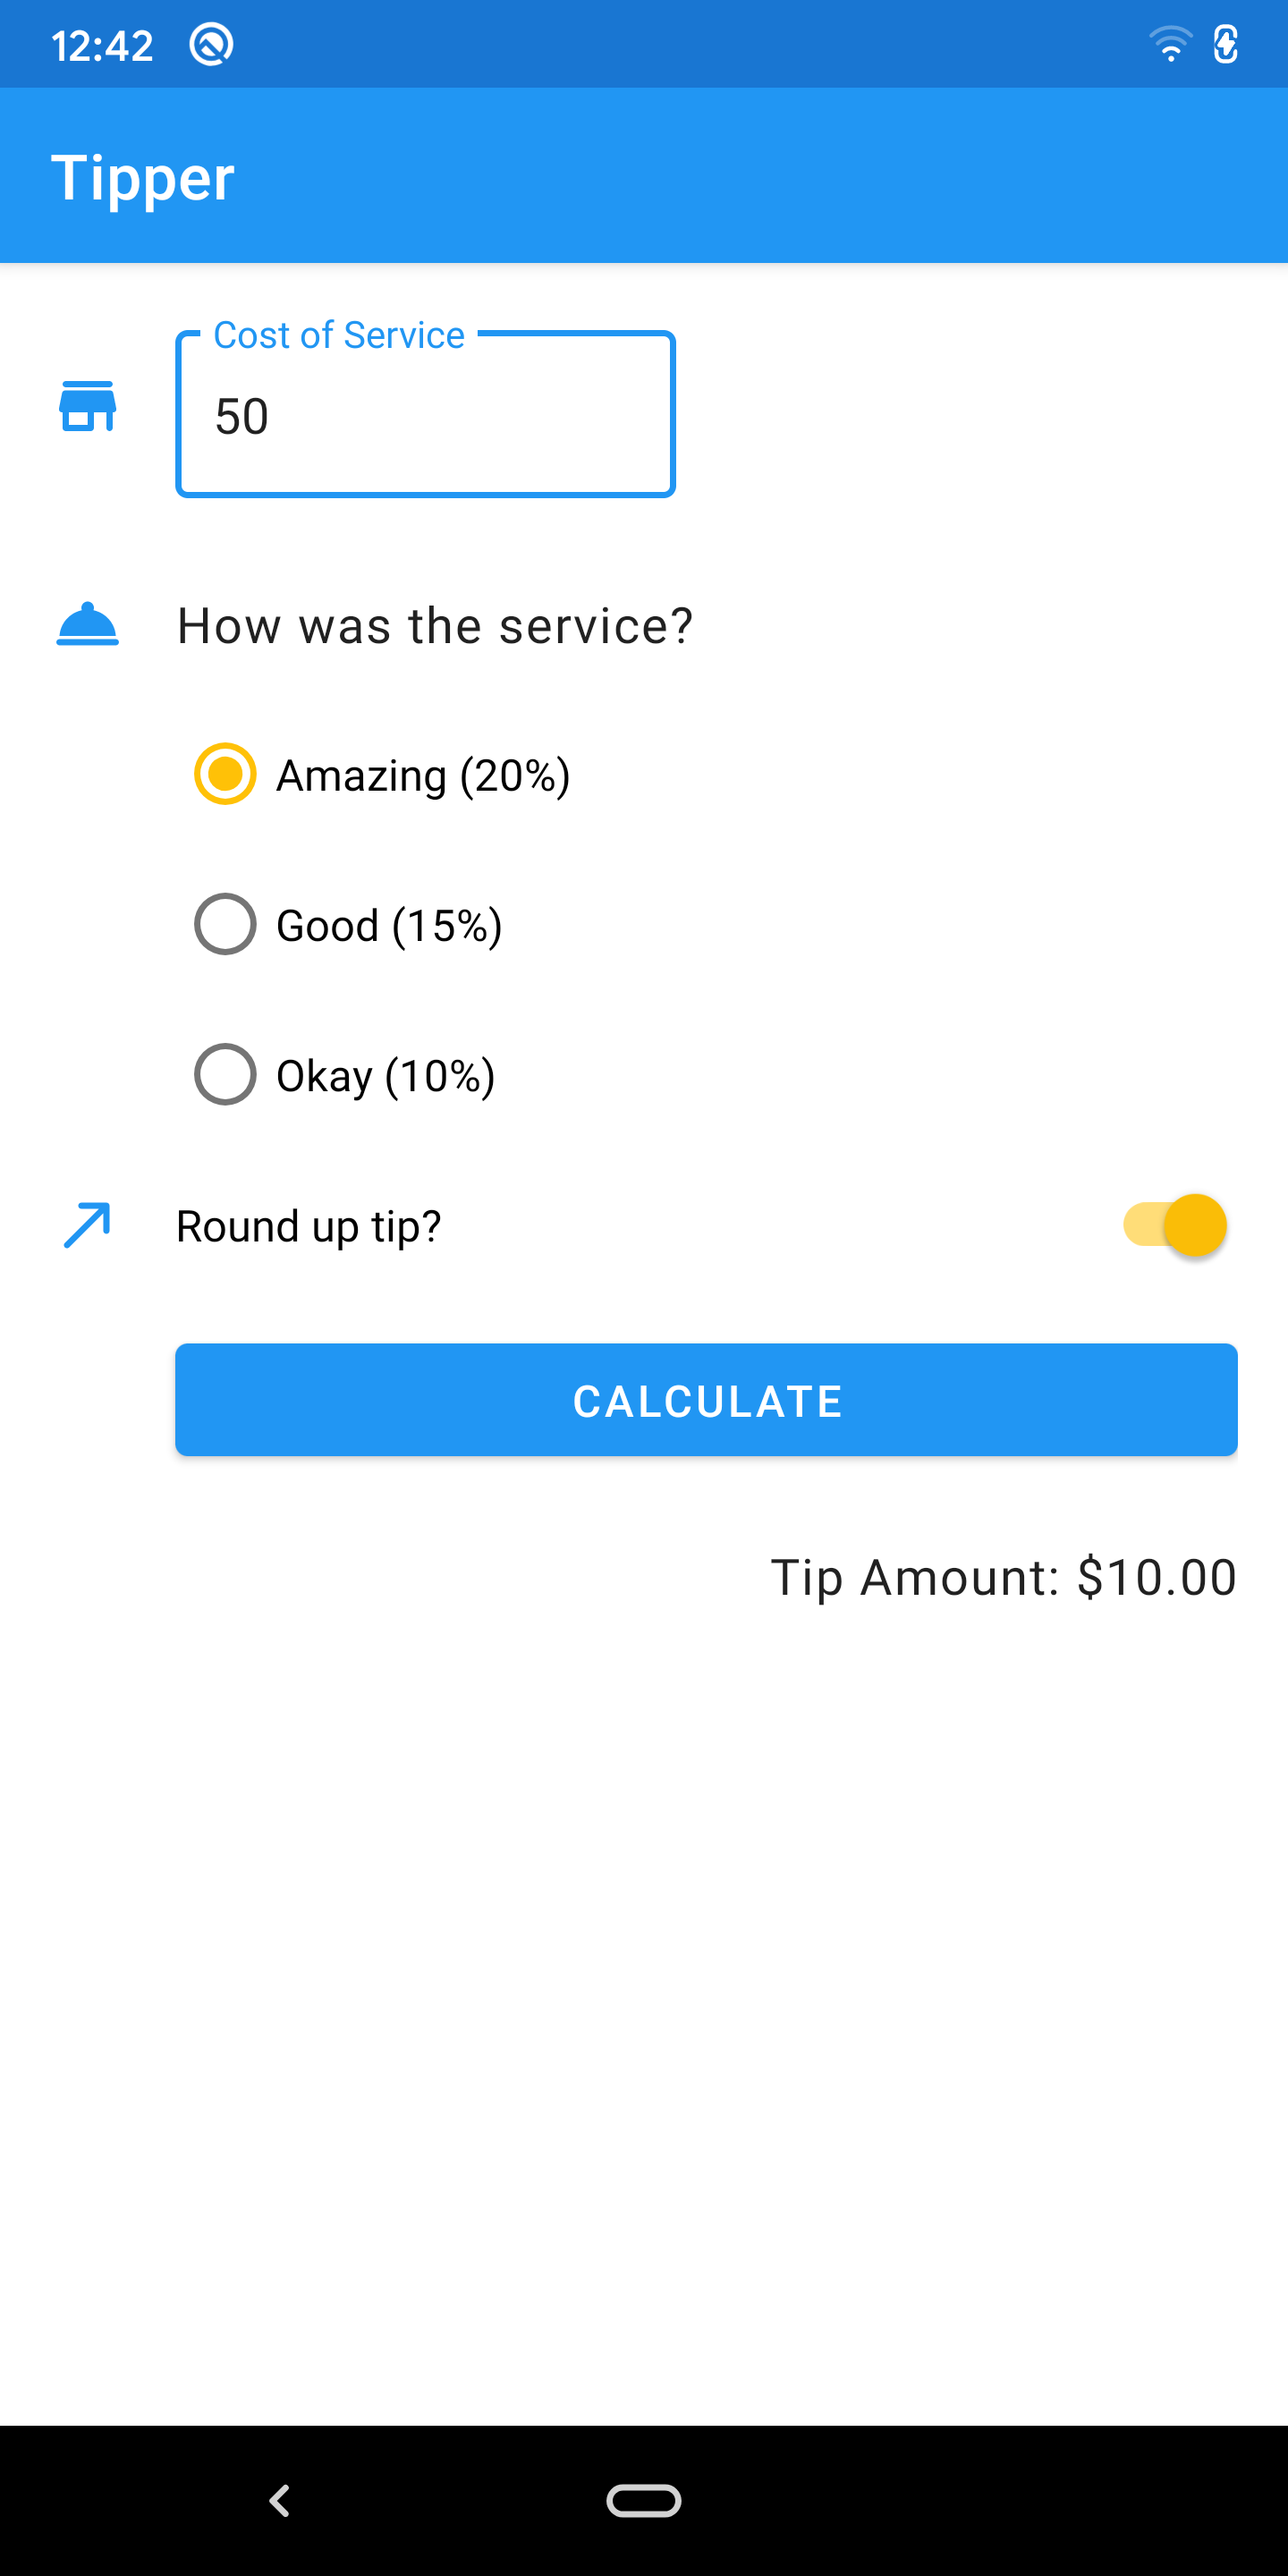 12:42
Tipper
Cost of Service
50
How was the service?
Amazing (20%)
Good (15%)
Okay (10%)
Round up tip?
CALCULATE
Tip Amount: $10.00